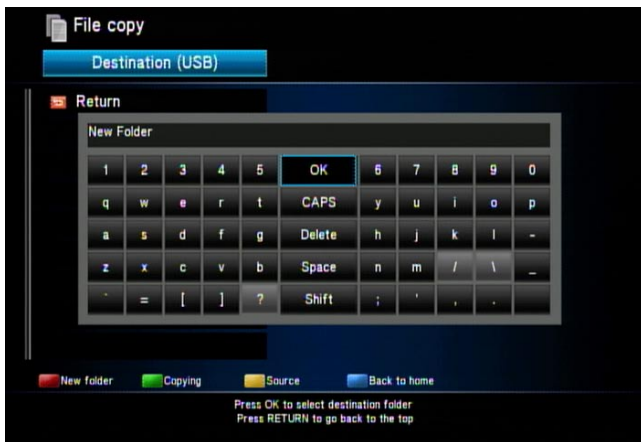 File copy
Destination (USB)
Return
New Folder
1 2 3 4 5 OK 6 7 8 9 0
q w e r t CAPS y u i o p
a s d f g Delete h j k l -
z x c v b Space n m / \ _
` = [ ] ? Shift ; ' , .
New folder Copying Source Back to home
Press OK to select destination folder
Press RETURN to go back to the top